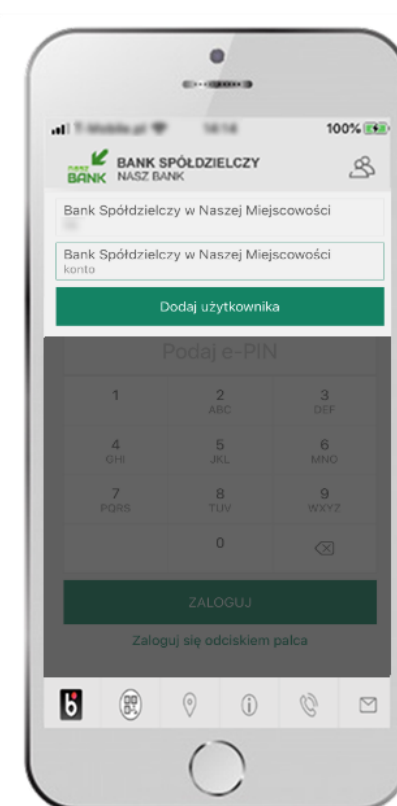 100%
nasz
BANK
BANK SPÓŁDZIELCZY
NASZ BANK
Bank Spółdzielczy w Naszej Miejscowości
Bank Spółdzielczy w Naszej Miejscowości
konto
Dodaj użytkownika
Podaj e-PIN
1 2 3
ABC DEF
4 5 6
GHI JKL MNO
7 8 9
PQRS TUV WXYZ
0
ZALOGUJ
Zaloguj się odciskiem palca
b